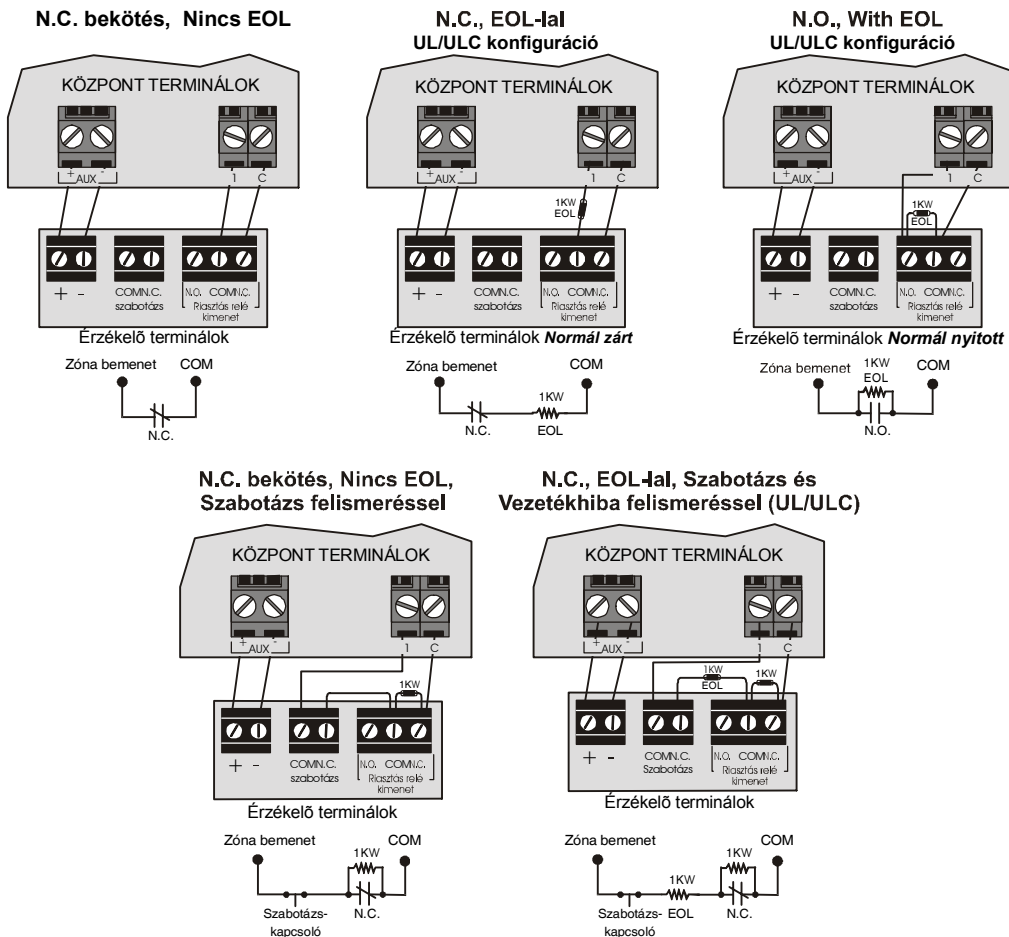 N.C. bekötés, Nincs EOL
KÖZPONT TERMINÁLOK
+ -
AUX
1 C
+ -
COMN.C.
szabotázs
N.O. COMN.C.
Riasztás relé
kimenet
Érzékelõ terminálok
Zóna bemenet COM
N.C.
N.C., EOL-lal
UL/ULC konfiguráció
KÖZPONT TERMINÁLOK
+ -
AUX
1 C
1KW
EOL
+ -
COMN.C.
szabotázs
N.O. COMN.C.
Riasztás relé
kimenet
Érzékelõ terminálok Normál zárt
Zóna bemenet COM
1KW
N.C. EOL
N.O., With EOL
UL/ULC konfiguráció
KÖZPONT TERMINÁLOK
+ -
AUX
1 C
1KW
EOL
+ -
COMN.C.
szabotázs
N.O. COMN.C.
Riasztás relé
kimenet
Érzékelõ terminálok Normál nyitott
Zóna bemenet 1KW COM
EOL
N.O.
N.C. bekötés, Nincs EOL,
Szabotázs felismeréssel
KÖZPONT TERMINÁLOK
+ -
AUX
1 C
1KW
+ -
COMN.C.
szabotázs
N.O. COMN.C.
Riasztás relé
kimenet
Érzékelõ terminálok
Zóna bemenet COM
1KW
Szabotázs-
kapcsoló
N.C.
N.C., EOL-lal, Szabotázs és
Vezetékhiba felismeréssel (UL/ULC)
KÖZPONT TERMINÁLOK
+ -
AUX
1 C
1KW
EOL
1KW
+ -
COMN.C.
Szabotázs
N.O. COMN.C.
Riasztás relé
kimenet
Érzékelõ terminálok
Zóna bemenet COM
1KW
1KW
Szabotázs-
kapcsoló
EOL N.C.